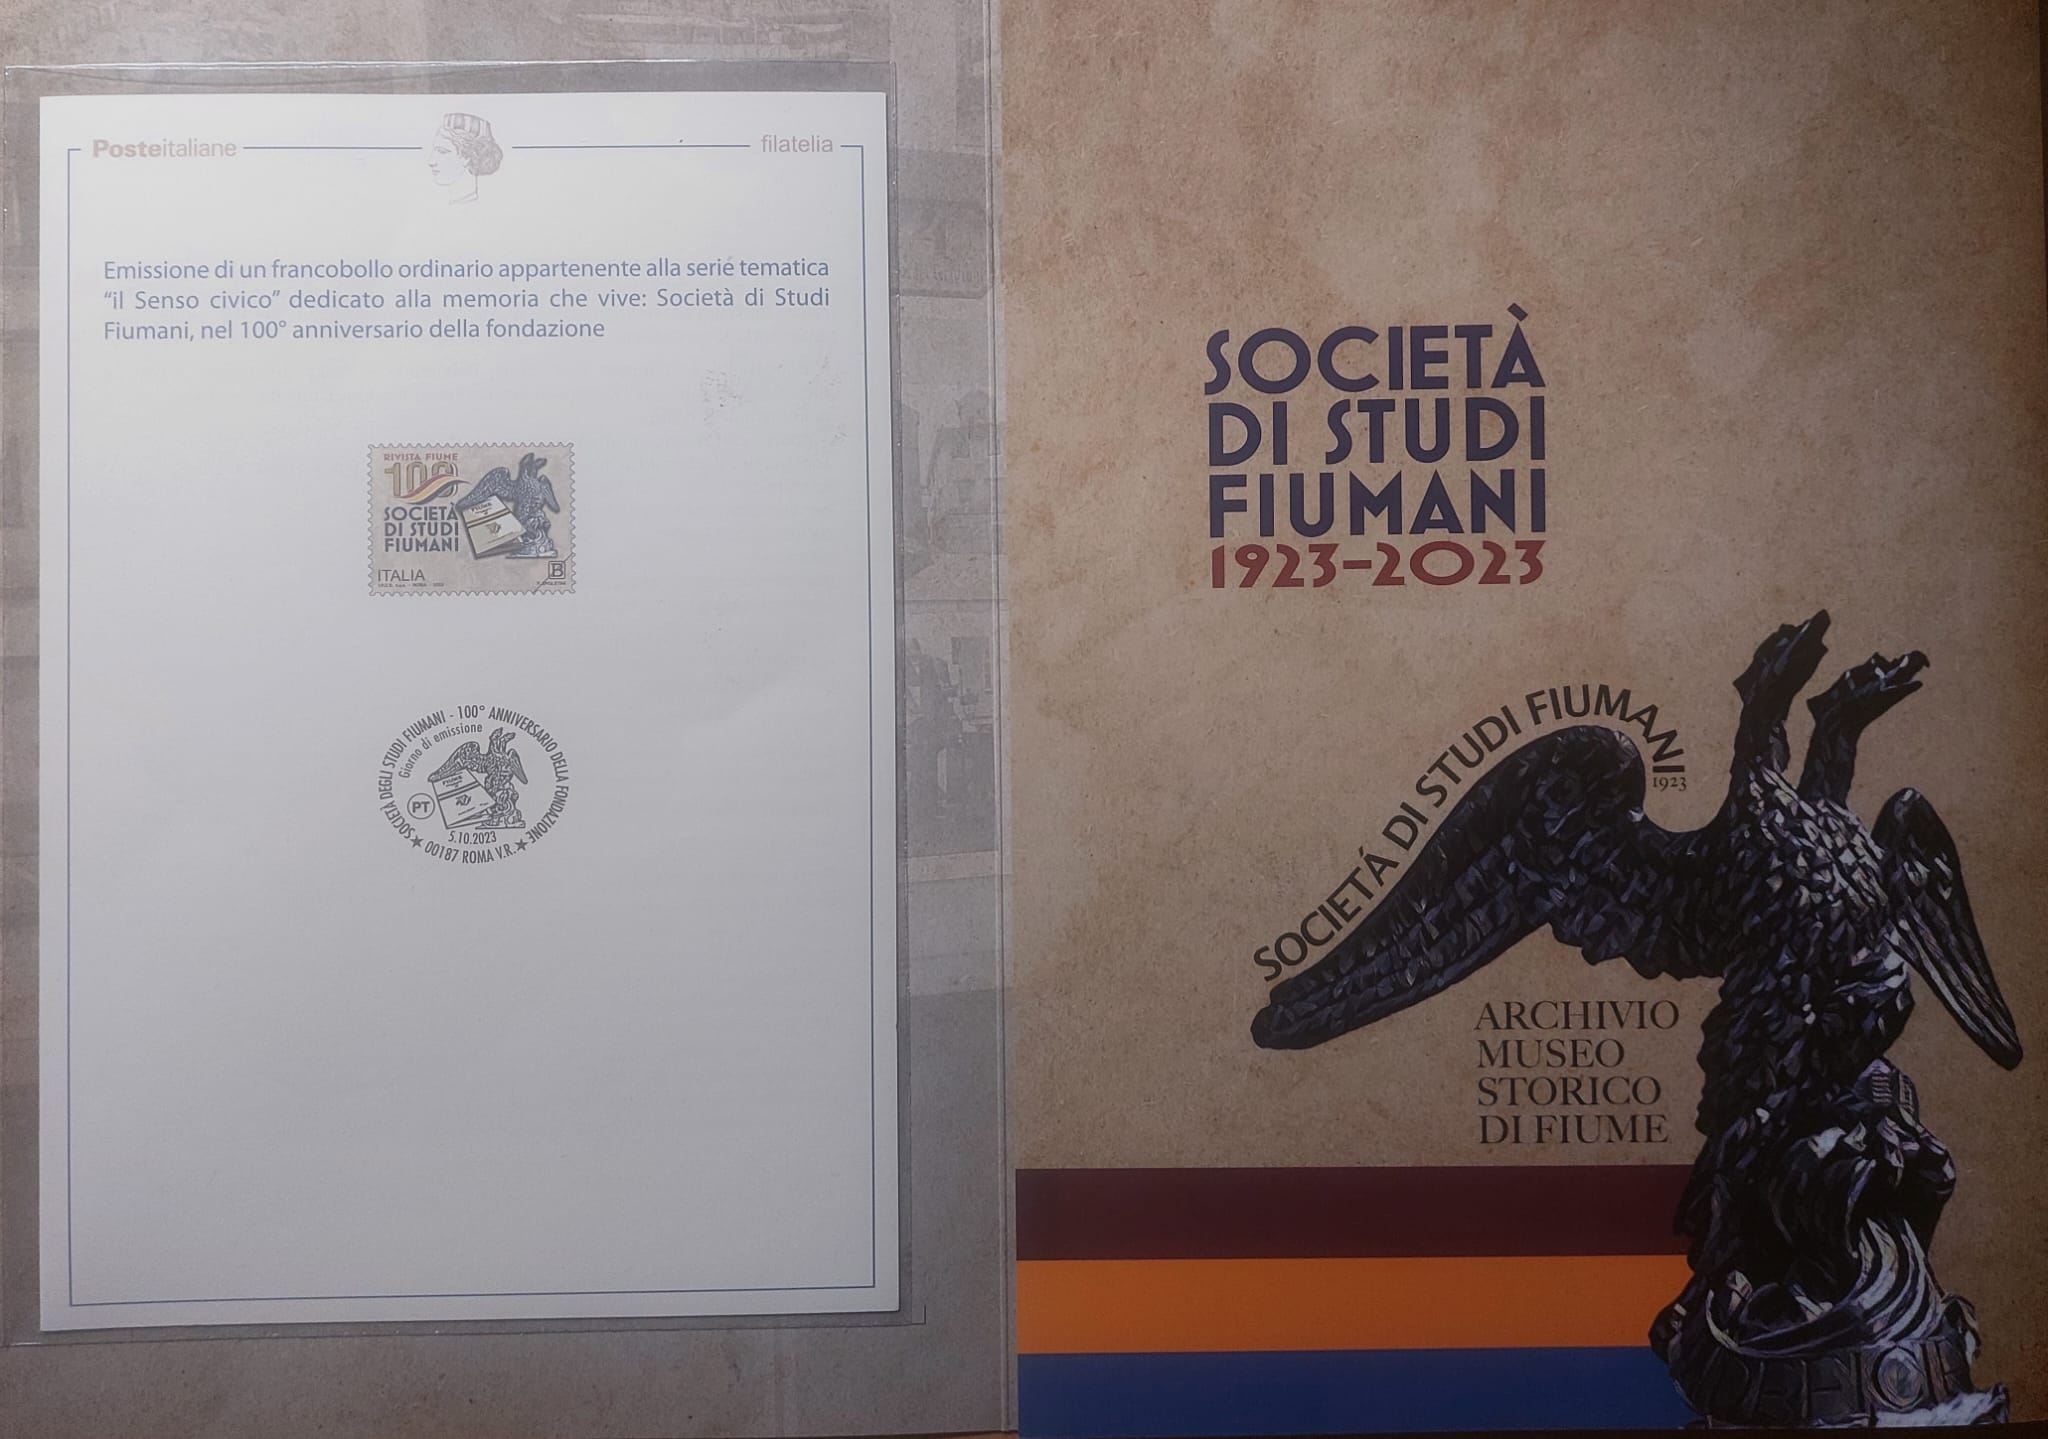 Posteitaliane
filatelia
Emissione di un francobollo ordinario appartenente alla serie tematica
“il Senso civico” dedicato alla memoria che vive: Società di Studi
Fiumani, nel 100° anniversario della fondazione
RIVISTA FIUME
100
SOCIETÀ
DI STUDI
FIUMANI
FIUME
ITALIA
B
SOCIETÀ DEGLI STUDI FIUMANI - 100° ANNIVERSARIO DELLA FONDAZIONE
Giorno di emissione
FIUME
PT
5.10.2023
★ 00187 ROMA V.R. ★
SOCIETÀ
DI STUDI
FIUMANI
1923-2023
SOCIETÁ DI STUDI FIUMANI
1923
ARCHIVIO
MUSEO
STORICO
DI FIUME